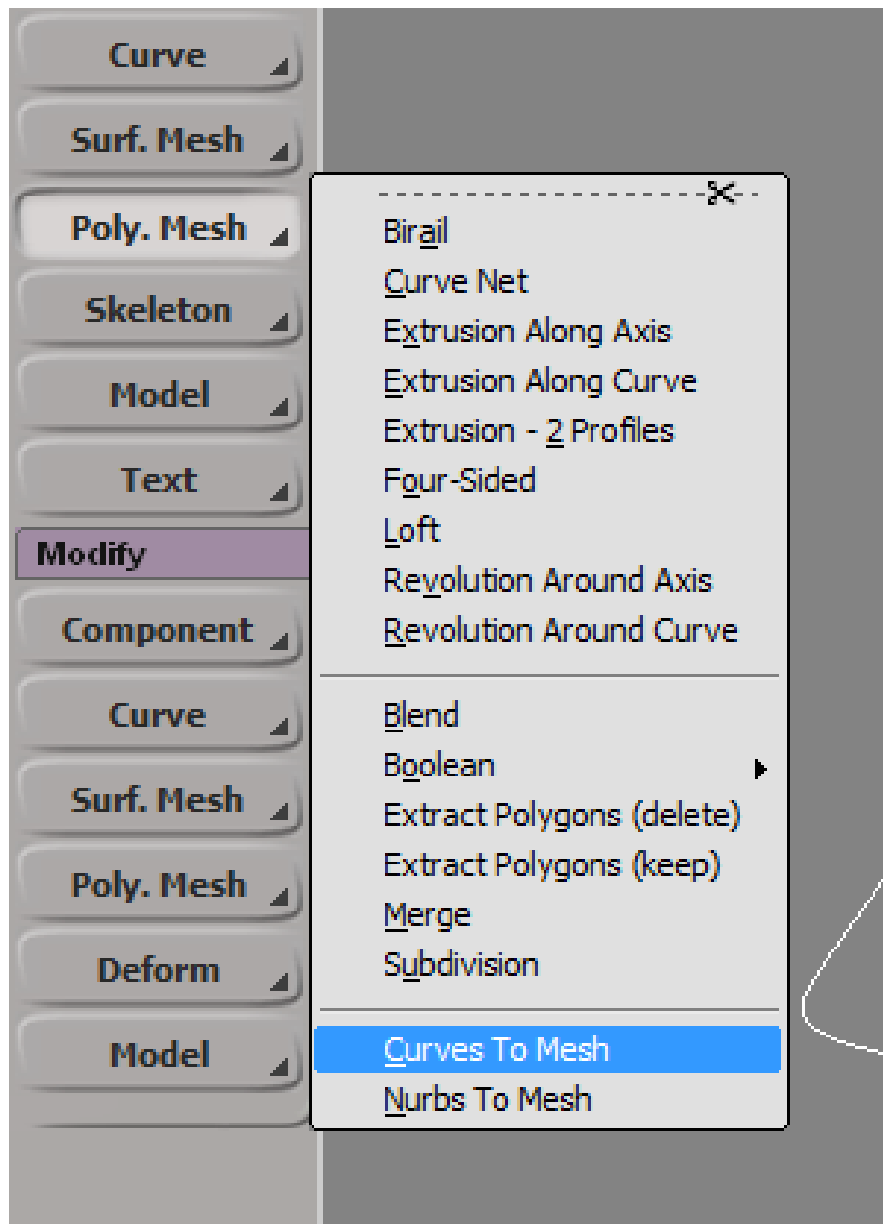 Curve
Surf. Mesh
Poly. Mesh
Skeleton
Model
Text
Modify
Component
Curve
Surf. Mesh
Poly. Mesh
Deform
Model
Birail
Curve Net
Extrusion Along Axis
Extrusion Along Curve
Extrusion - 2 Profiles
Four-Sided
Loft
Revolution Around Axis
Revolution Around Curve
Blend
Boolean
Extract Polygons (delete)
Extract Polygons (keep)
Merge
Subdivision
Curves To Mesh
Nurbs To Mesh